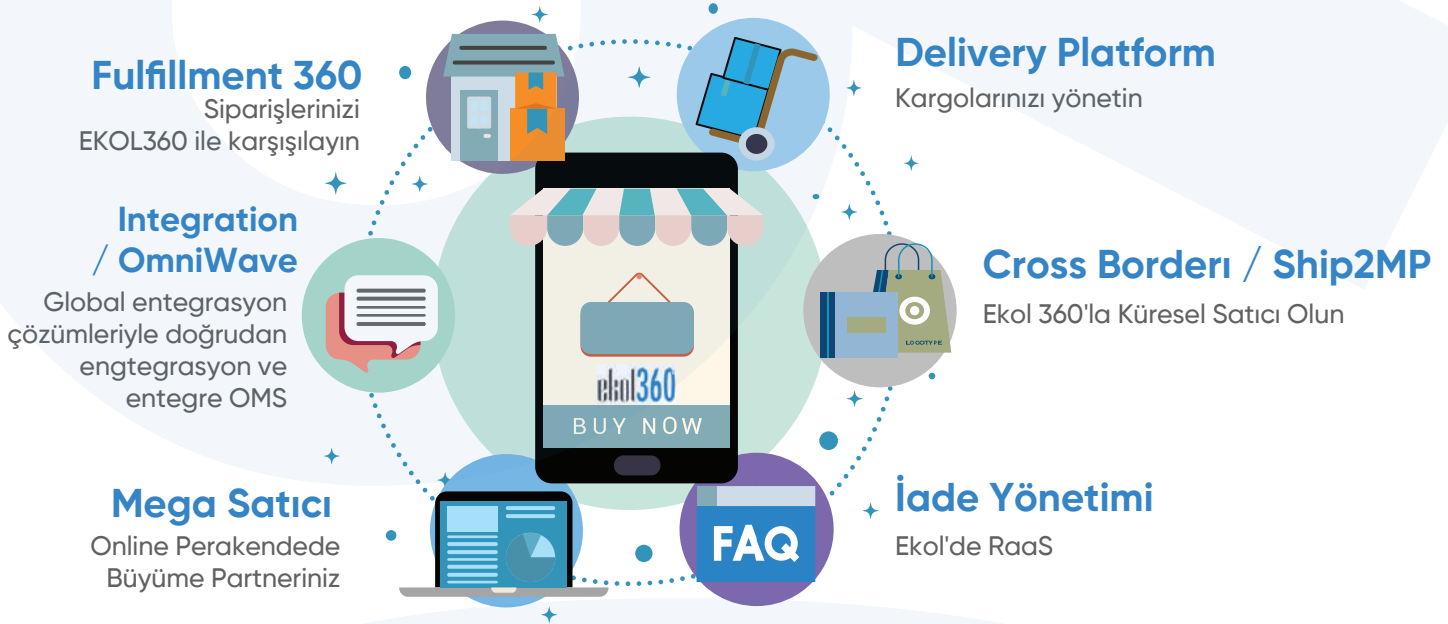 Fulfillment 360
Siparişlerinizi
EKOL360 ile karşışılayın
Delivery Platform
Kargolarınızı yönetin
Integration
/ OmniWave
Global entegrasyon
çözümleriyle doğrudan
engtegrasyon ve
entegre OMS
Cross Borderı / Ship2MP
Ekol 360'la Küresel Satıcı Olun
LOGOTYPE
ekol360
BUY NOW
Mega Satıcı
Online Perakendede
Büyüme Partneriniz
FAQ
İade Yönetimi
Ekol'de RaaS